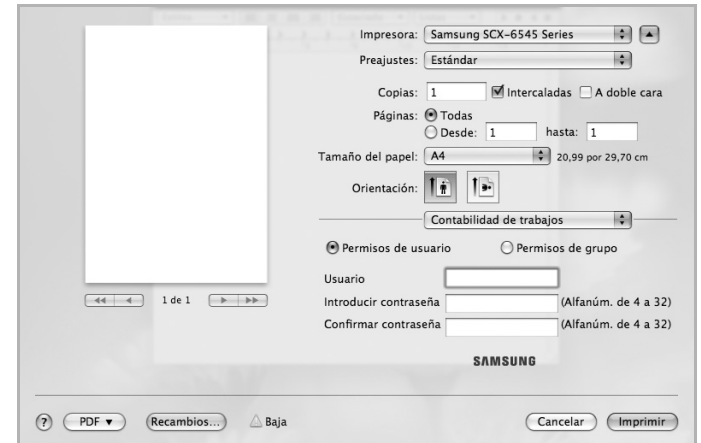 Impresora: Samsung SCX-6545 Series
Preajustes: Estándar
Copias: 1 Intercaladas A doble cara
Páginas: Todas
Desde: 1 hasta: 1
Tamaño del papel: A4 20,99 por 29,70 cm
Orientación:
Contabilidad de trabajos
Permisos de usuario Permisos de grupo
Usuario
Introducir contraseña (Alfanúm. de 4 a 32)
Confirmar contraseña (Alfanúm. de 4 a 32)
1 de 1
SAMSUNG
? PDF Recambios... Baja Cancelar Imprimir